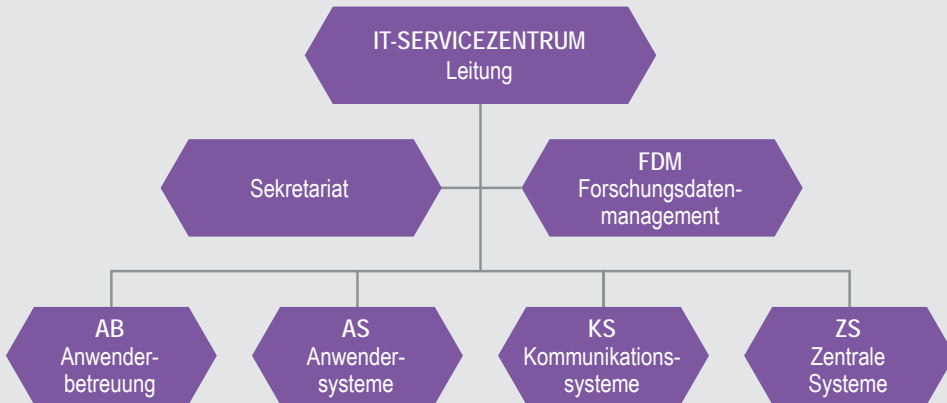 IT-SERVICEZENTRUM
Leitung
Sekretariat
FDM
Forschungsdaten-
management
AB
Anwender-
betreuung
AS
Anwender-
systeme
KS
Kommunikations-
systeme
ZS
Zentrale
Systeme